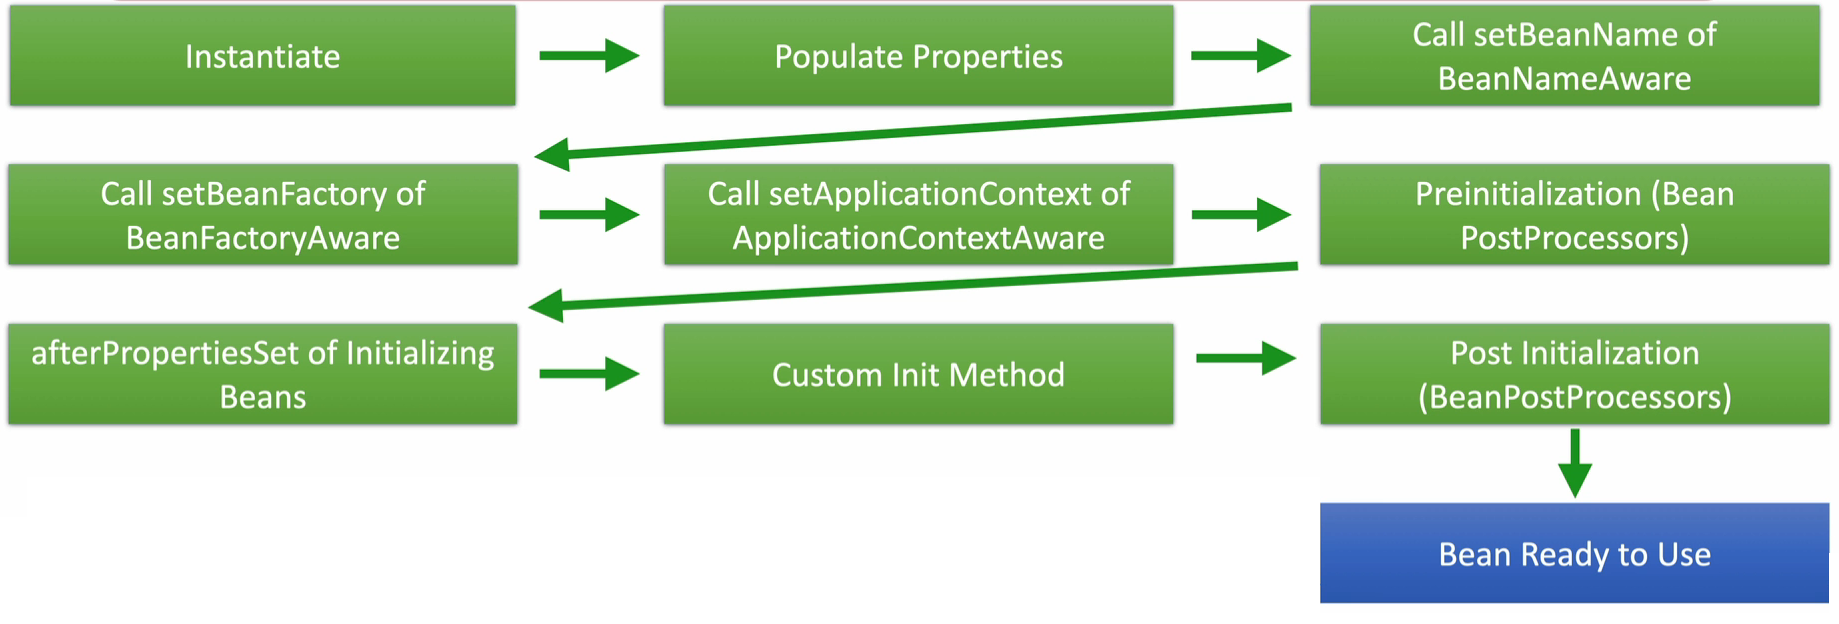 Instantiate
Populate Properties
Call setBeanName of
BeanNameAware
Call setBeanFactory of
BeanFactoryAware
Call setApplicationContext of
ApplicationContextAware
Preinitialization (Bean
PostProcessors)
afterPropertiesSet of Initializing
Beans
Custom Init Method
Post Initialization
(BeanPostProcessors)
Bean Ready to Use